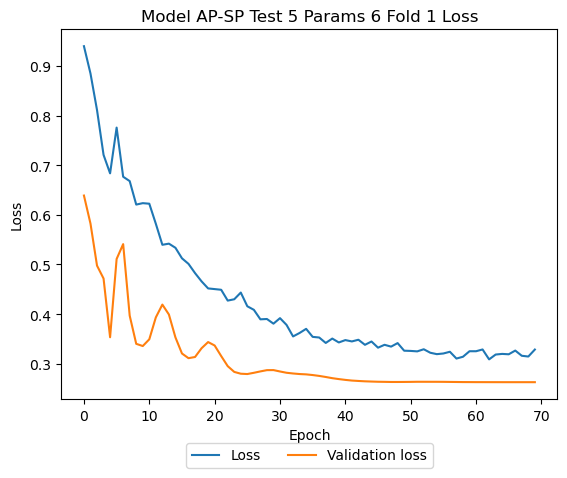 Model AP-SP Test 5 Params 6 Fold 1 Loss
0.9
0.8
0.7
0.6
0.5
0.4
0.3
Loss
0 10 20 30 40 50 60 70
Epoch
Loss Validation loss